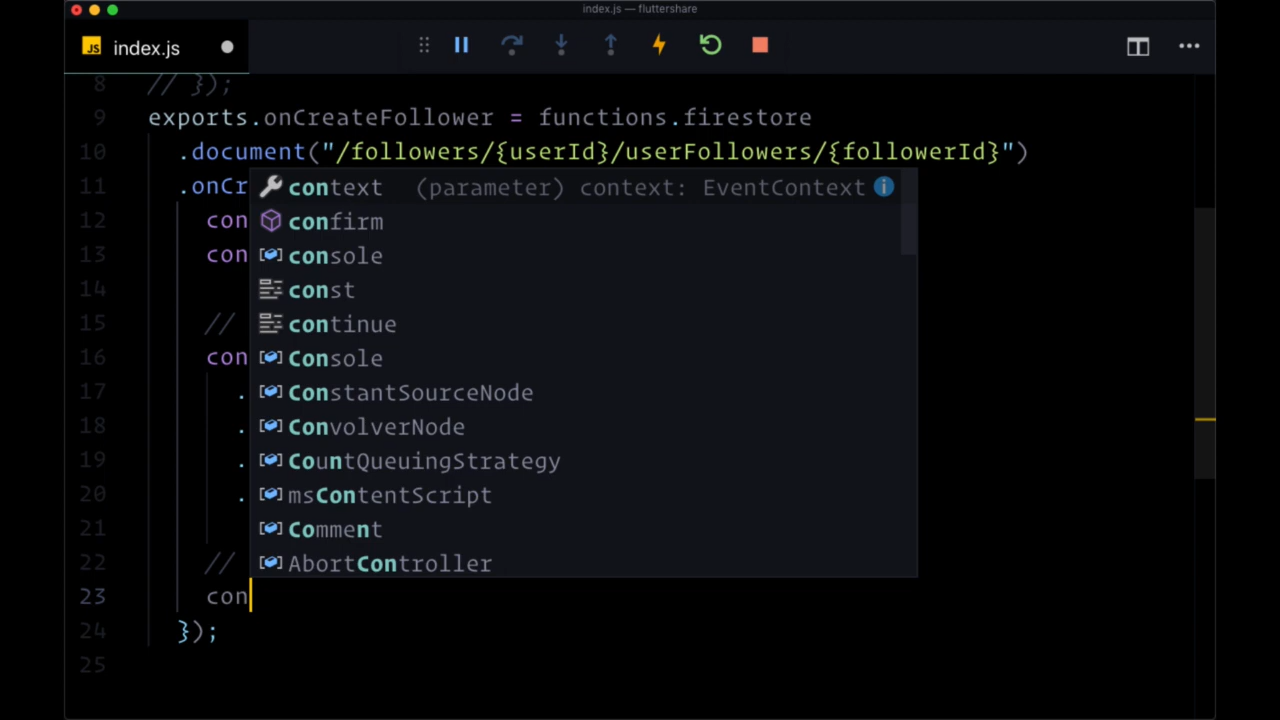 index.js — fluttershare
JS index.js
8 // });
9 exports.onCreateFollower = functions.firestore
10 .document("/followers/{userId}/userFollowers/{followerId}")
11 .onCr
context (parameter) context: EventContext
12 con
confirm
13 con
console
14
const
15 //
continue
16 con
Console
17 .
ConstantSourceNode
18 .
ConvolverNode
19 .
CountQueuingStrategy
20 .
msContentScript
21
Comment
22 //
AbortController
23 con
24 });
25